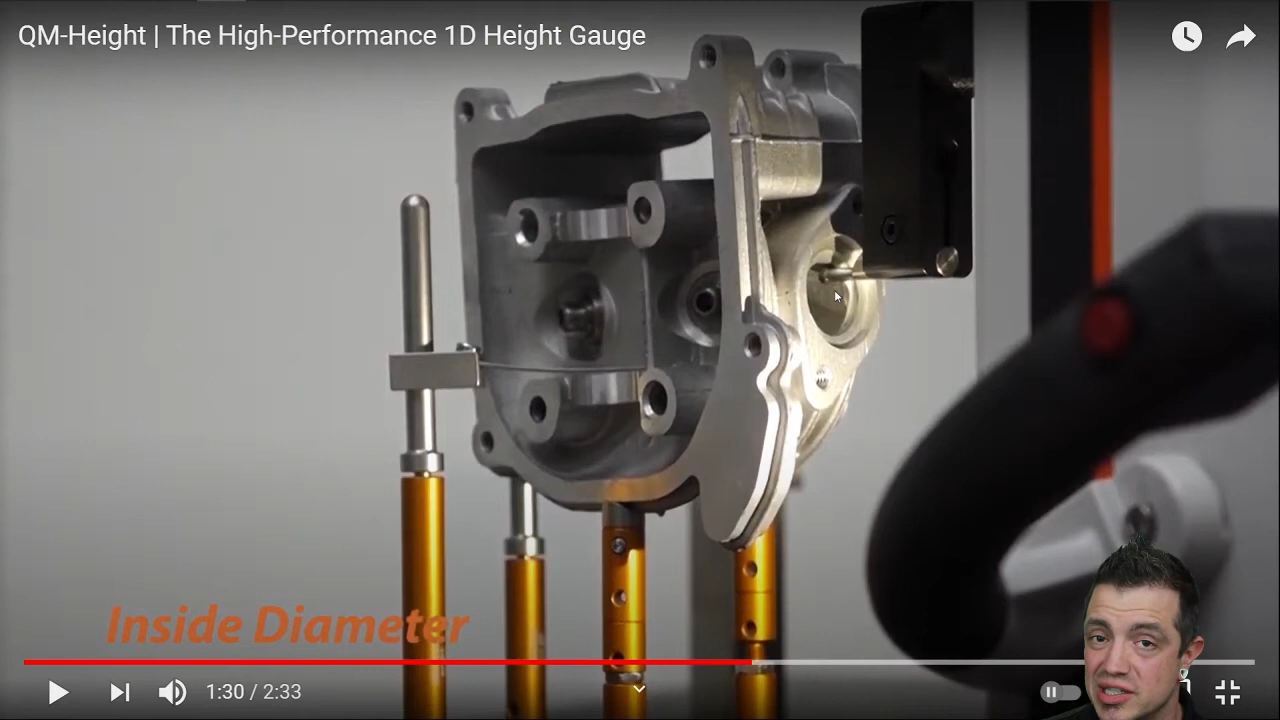 QM-Height | The High-Performance 1D Height Gauge
Inside Diameter
1:30 / 2:33